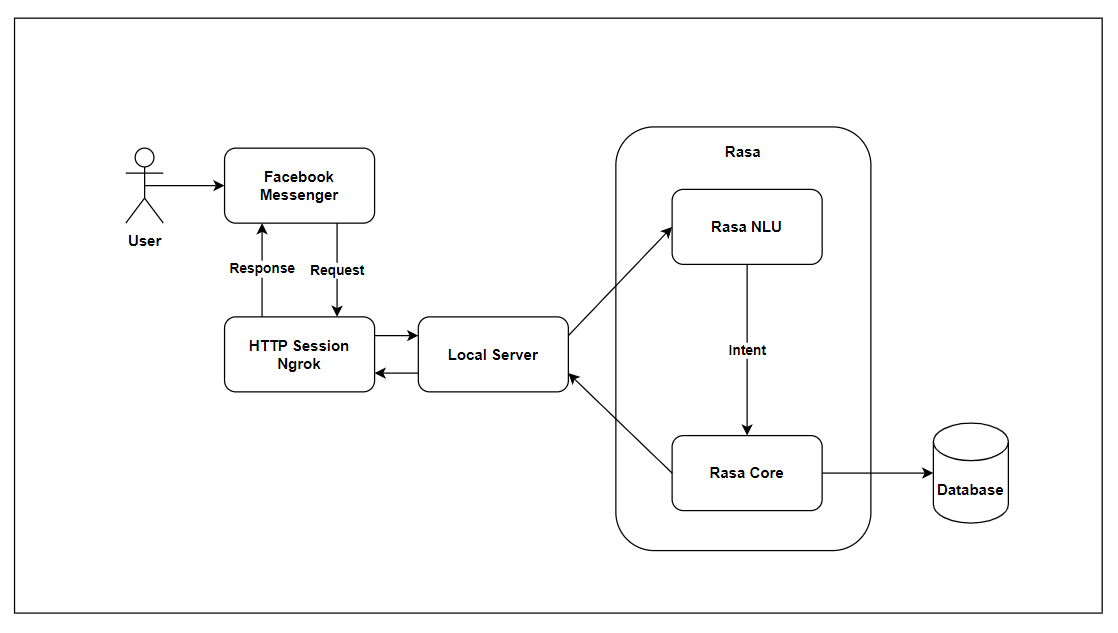 Rasa
Facebook
Messenger
Rasa NLU
User
Response
Request
HTTP Session
Ngrok
Local Server
Intent
Rasa Core
Database